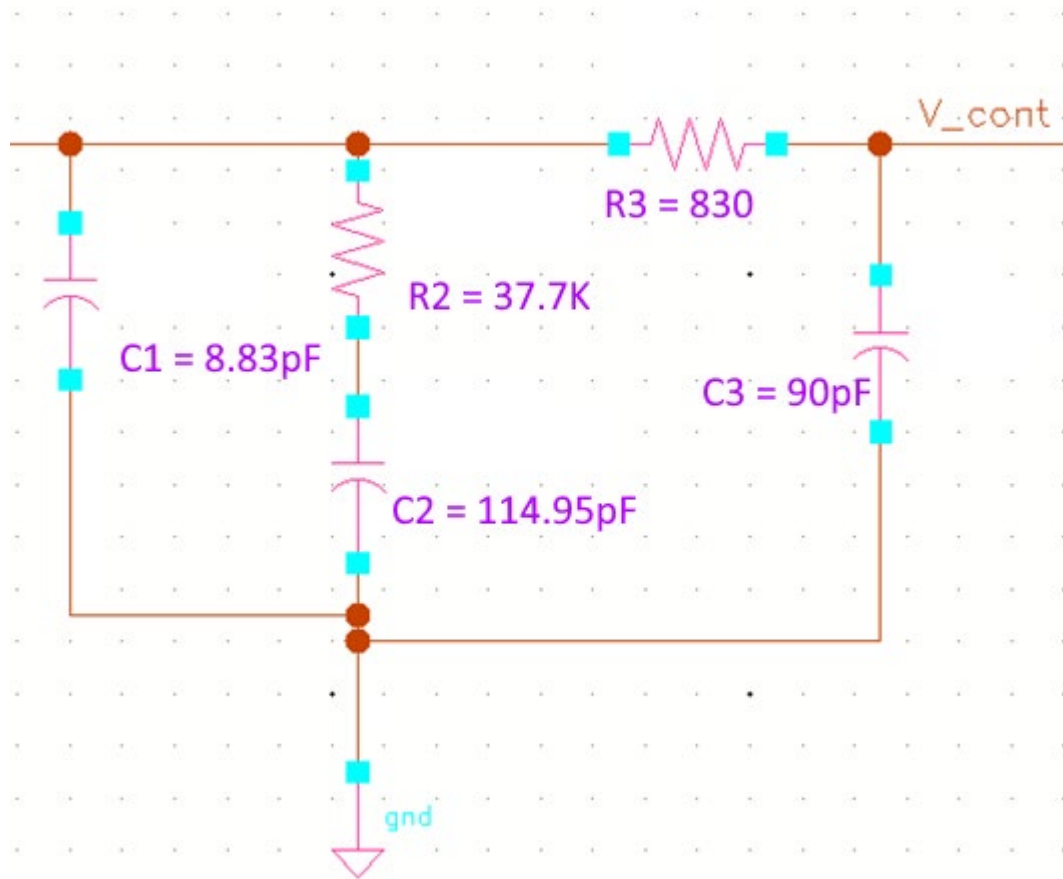 V_cont
R3 = 830
R2 = 37.7K
C1 = 8.83pF
C3 = 90pF
C2 = 114.95pF
gnd